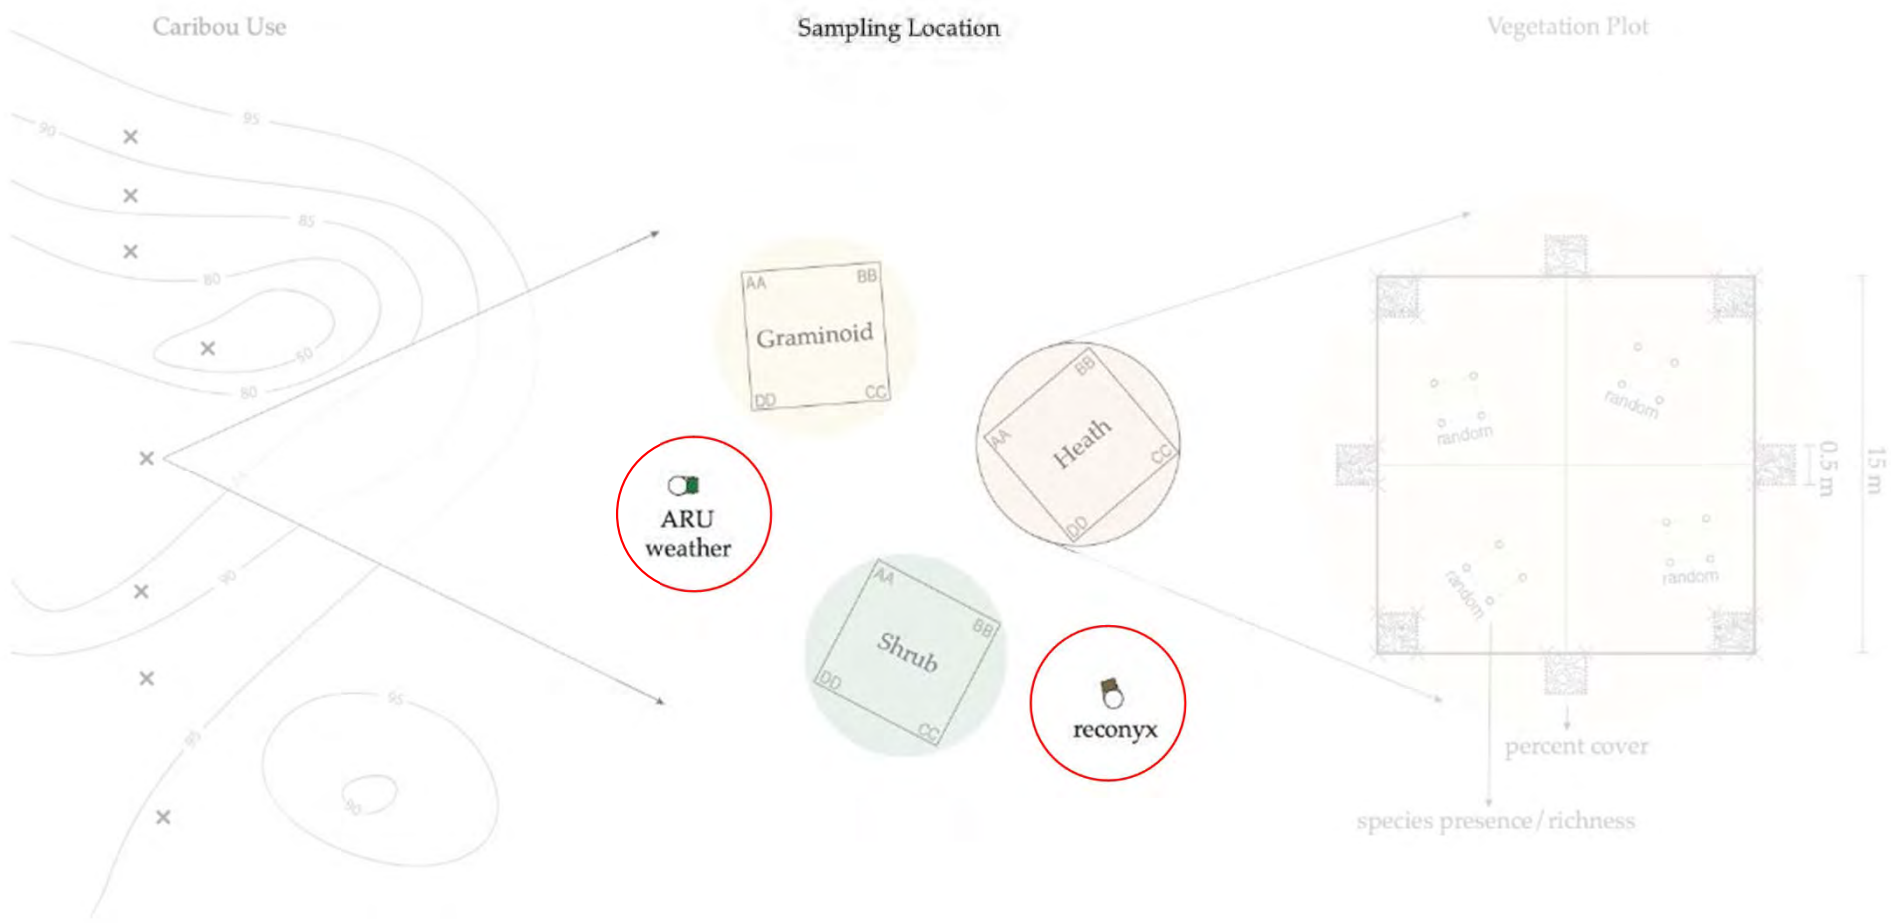 Caribou Use
Sampling Location
Vegetation Plot
95
90
85
80
50
80
90
95
95
90
AA
BB
Graminoid
DD
CC
ARU
weather
BB
AA
Heath
CC
DD
AA
BB
Shrub
DD
CC
reconyx
random
random
random
random
0.5 m
15 m
percent cover
species presence/richness